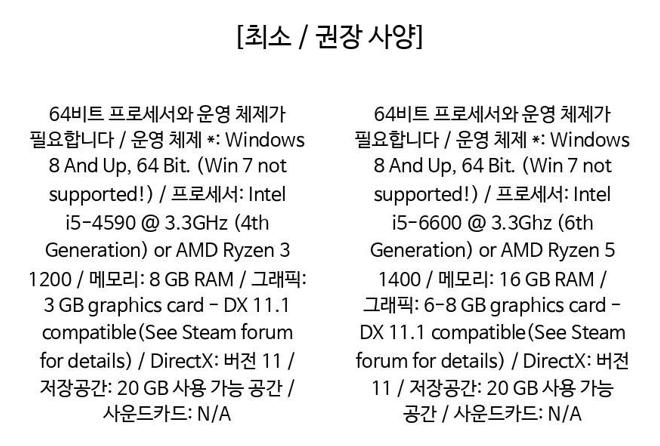 [최소 / 권장 사양]
64비트 프로세서와 운영 체제가
필요합니다 / 운영 체제 *: Windows
8 And Up, 64 Bit. (Win 7 not
supported!) / 프로세서: Intel
i5-4590 @ 3.3GHz (4th
Generation) or AMD Ryzen 3
1200 / 메모리: 8 GB RAM / 그래픽:
3 GB graphics card - DX 11.1
compatible(See Steam forum
for details) / DirectX: 버전 11 /
저장공간: 20 GB 사용 가능 공간 /
사운드카드: N/A
64비트 프로세서와 운영 체제가
필요합니다 / 운영 체제 *: Windows
8 And Up, 64 Bit. (Win 7 not
supported!) / 프로세서: Intel
i5-6600 @ 3.3Ghz (6th
Generation) or AMD Ryzen 5
1400 / 메모리: 16 GB RAM /
그래픽: 6-8 GB graphics card -
DX 11.1 compatible(See Steam
forum for details) / DirectX: 버전
11 / 저장공간: 20 GB 사용 가능
공간 / 사운드카드: N/A